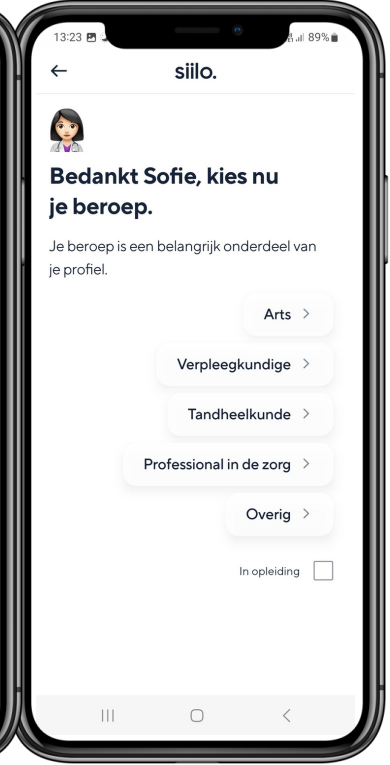 13:23
89%
siilo.
Bedankt Sofie, kies nu
je beroep.
Je beroep is een belangrijk onderdeel van
je profiel.
Arts
Verpleegkundige
Tandheelkunde
Professional in de zorg
Overig
In opleiding